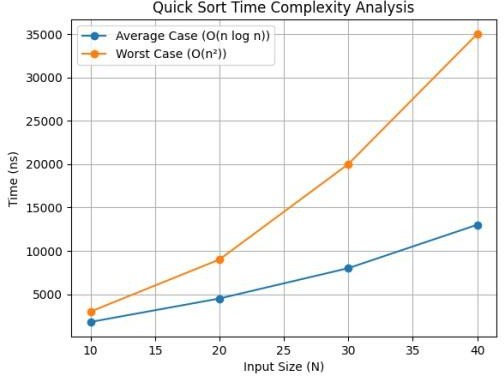 Quick Sort Time Complexity Analysis
Average Case (O(n log n))
Worst Case (O(n²))
35000
30000
25000
20000
15000
10000
5000
Time (ns)
10 15 20 25 30 35 40
Input Size (N)